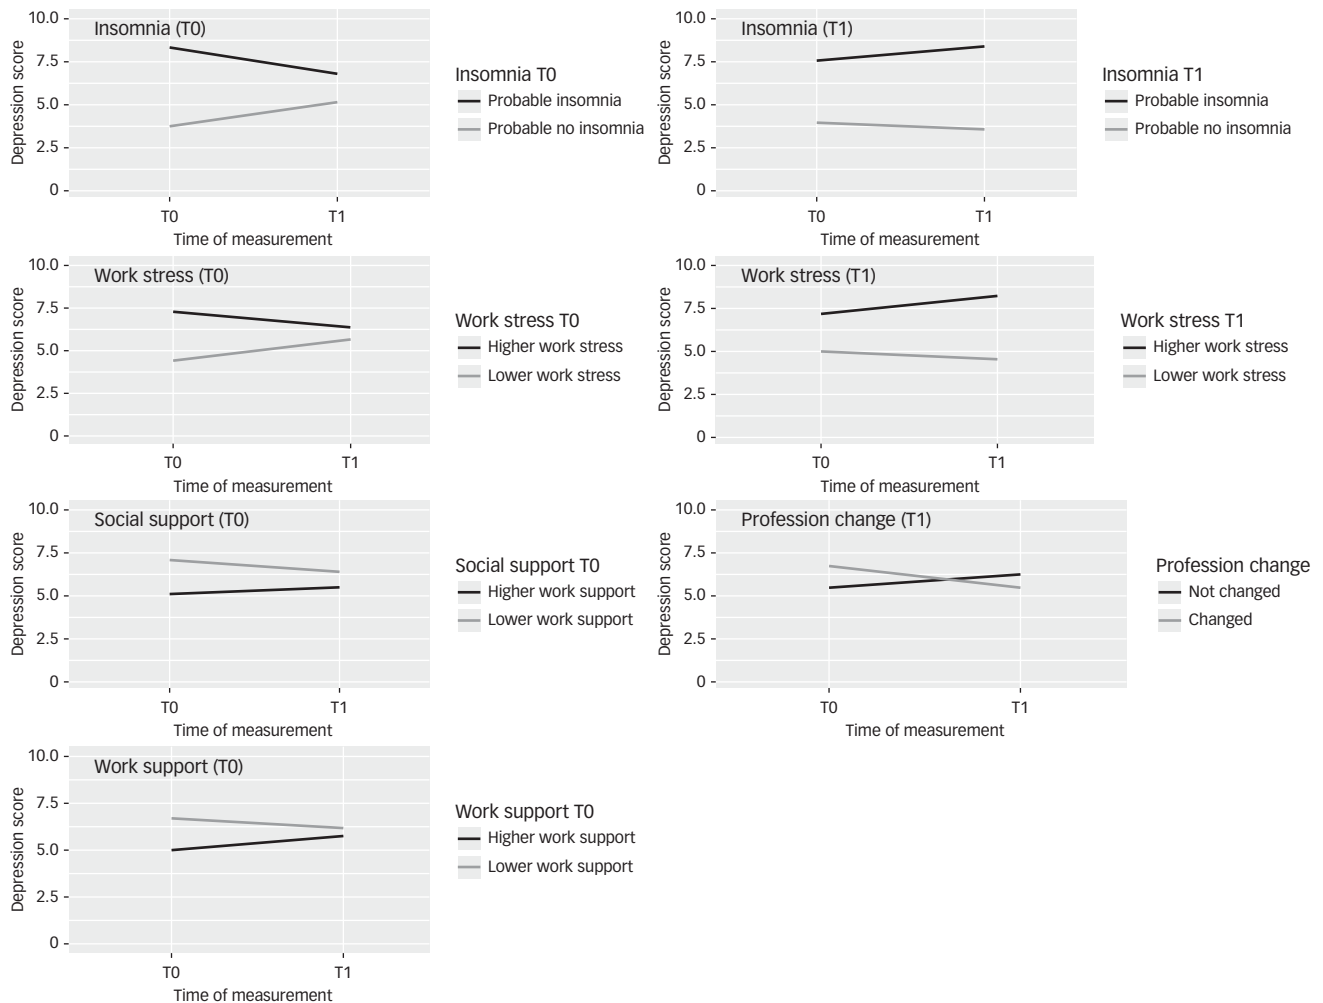 Insomnia (T0)
Depression score
10.0
7.5
5.0
2.5
0
T0
T1
Time of measurement
Insomnia T0
Probable insomnia
Probable no insomnia
Insomnia (T1)
Depression score
10.0
7.5
5.0
2.5
0
T0
T1
Time of measurement
Insomnia T1
Probable insomnia
Probable no insomnia
Work stress (T0)
Depression score
10.0
7.5
5.0
2.5
0
T0
T1
Time of measurement
Work stress T0
Higher work stress
Lower work stress
Work stress (T1)
Depression score
10.0
7.5
5.0
2.5
0
T0
T1
Time of measurement
Work stress T1
Higher work stress
Lower work stress
Social support (T0)
Depression score
10.0
7.5
5.0
2.5
0
T0
T1
Time of measurement
Social support T0
Higher work support
Lower work support
Profession change (T1)
Depression score
10.0
7.5
5.0
2.5
0
T0
T1
Time of measurement
Profession change
Not changed
Changed
Work support (T0)
Depression score
10.0
7.5
5.0
2.5
0
T0
T1
Time of measurement
Work support T0
Higher work support
Lower work support